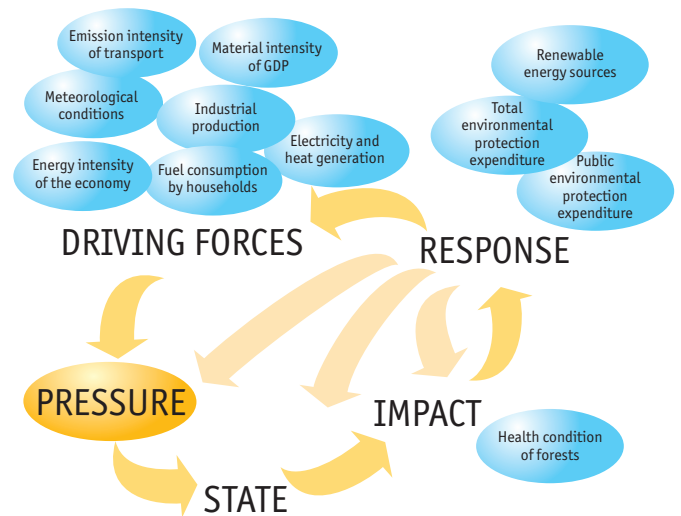 Emission intensity
of transport
Material intensity
of GDP
Renewable
energy sources
Meteorological
conditions
Industrial
production
Total
environmental
protection
expenditure
Electricity and
heat generation
Energy intensity
of the economy
Fuel consumption
by households
Public
environmental
protection
expenditure
DRIVING FORCES
RESPONSE
PRESSURE
IMPACT
Health condition
of forests
STATE